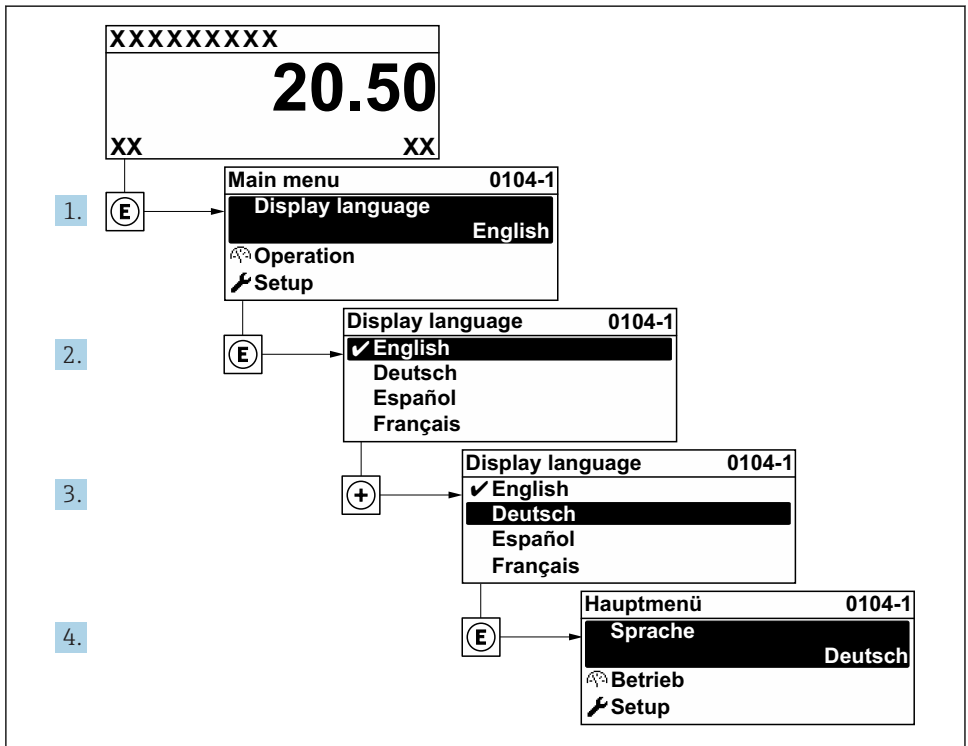 XXXXXXXXX
20.50
XX XX
Main menu 0104-1
1. E Display language
English
Operation
Setup
Display language 0104-1
2. E ✔English
Deutsch
Español
Français
Display language 0104-1
3. + ✔English
Deutsch
Español
Français
Hauptmenü 0104-1
4. E Sprache
Deutsch
Betrieb
Setup